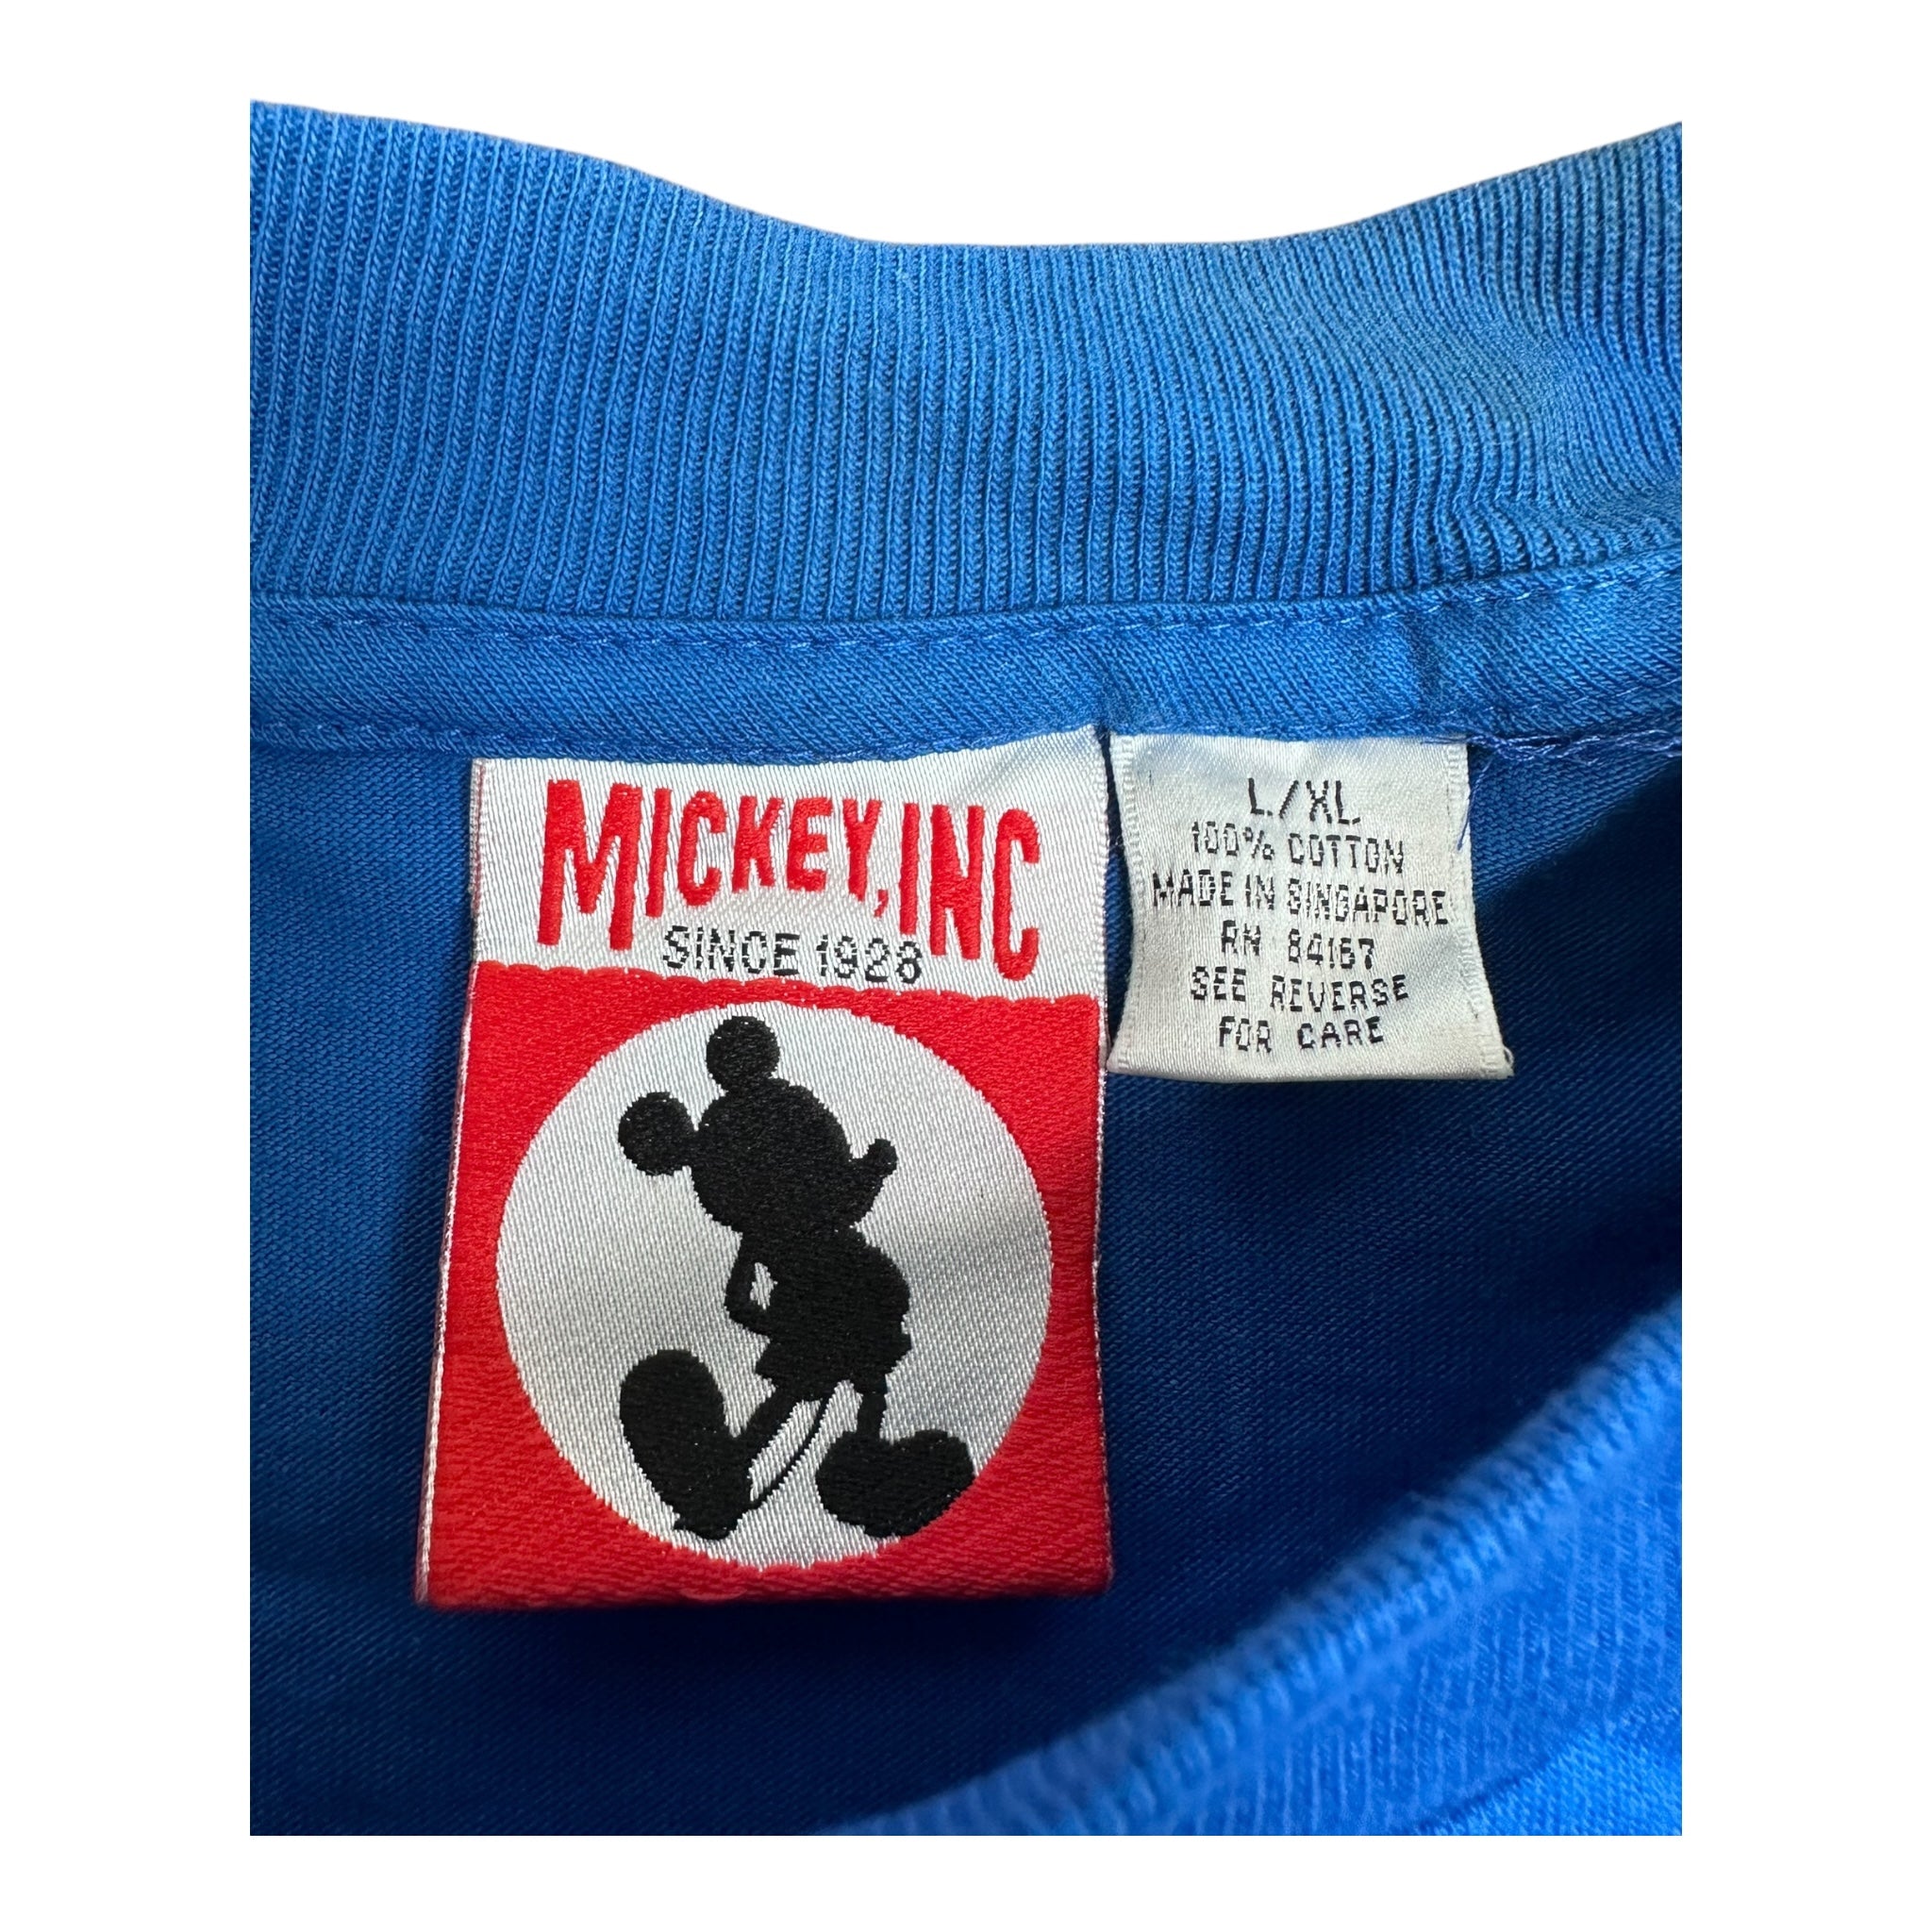 MICKEY, INC
SINCE 1928
L/XL
100% COTTON
MADE IN SINGAPORE
RN 84167
SEE REVERSE
FOR CARE